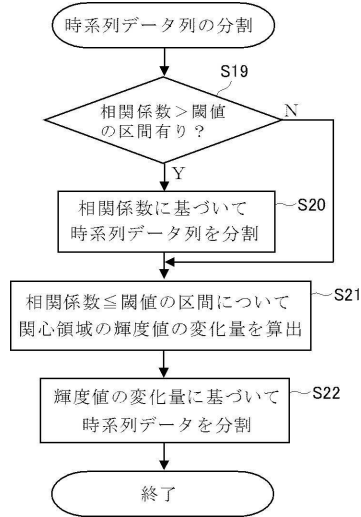 時系列データ列の分割
S19
相関係数＞閾値
の区間有り？
N
Y
相関係数に基づいて
時系列データ列を分割
S20
相関係数≦閾値の区間について
関心領域の輝度値の変化量を算出
S21
輝度値の変化量に基づいて
時系列データを分割
S22
終了